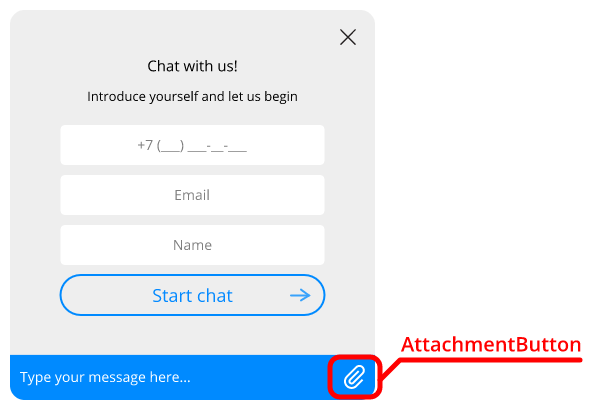 Chat with us!
Introduce yourself and let us begin
+7 (___) ___-__-___
Email
Name
Start chat
AttachmentButton
Type your message here...